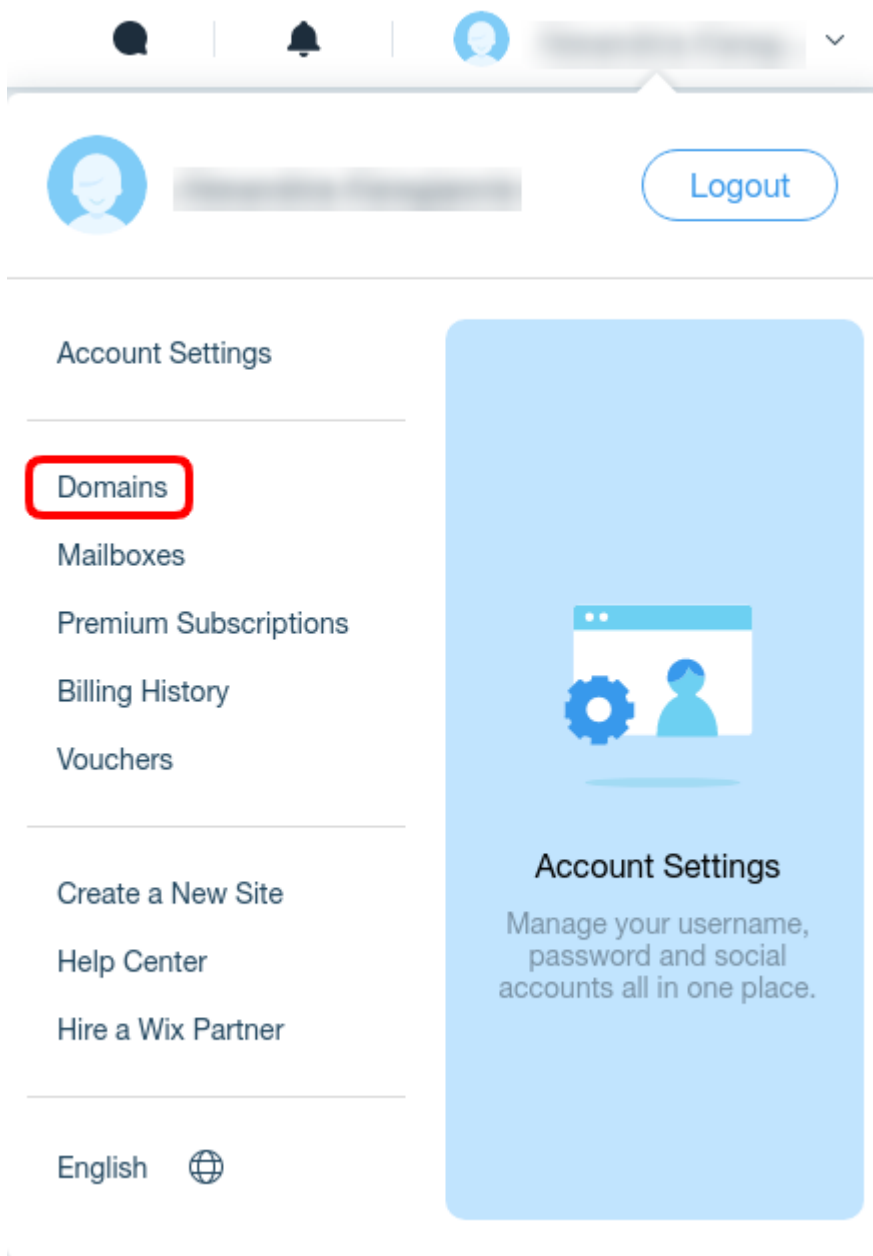 Logout
Account Settings
Domains
Mailboxes
Premium Subscriptions
Billing History
Vouchers
Create a New Site
Help Center
Hire a Wix Partner
English
Account Settings
Manage your username,
password and social
accounts all in one place.